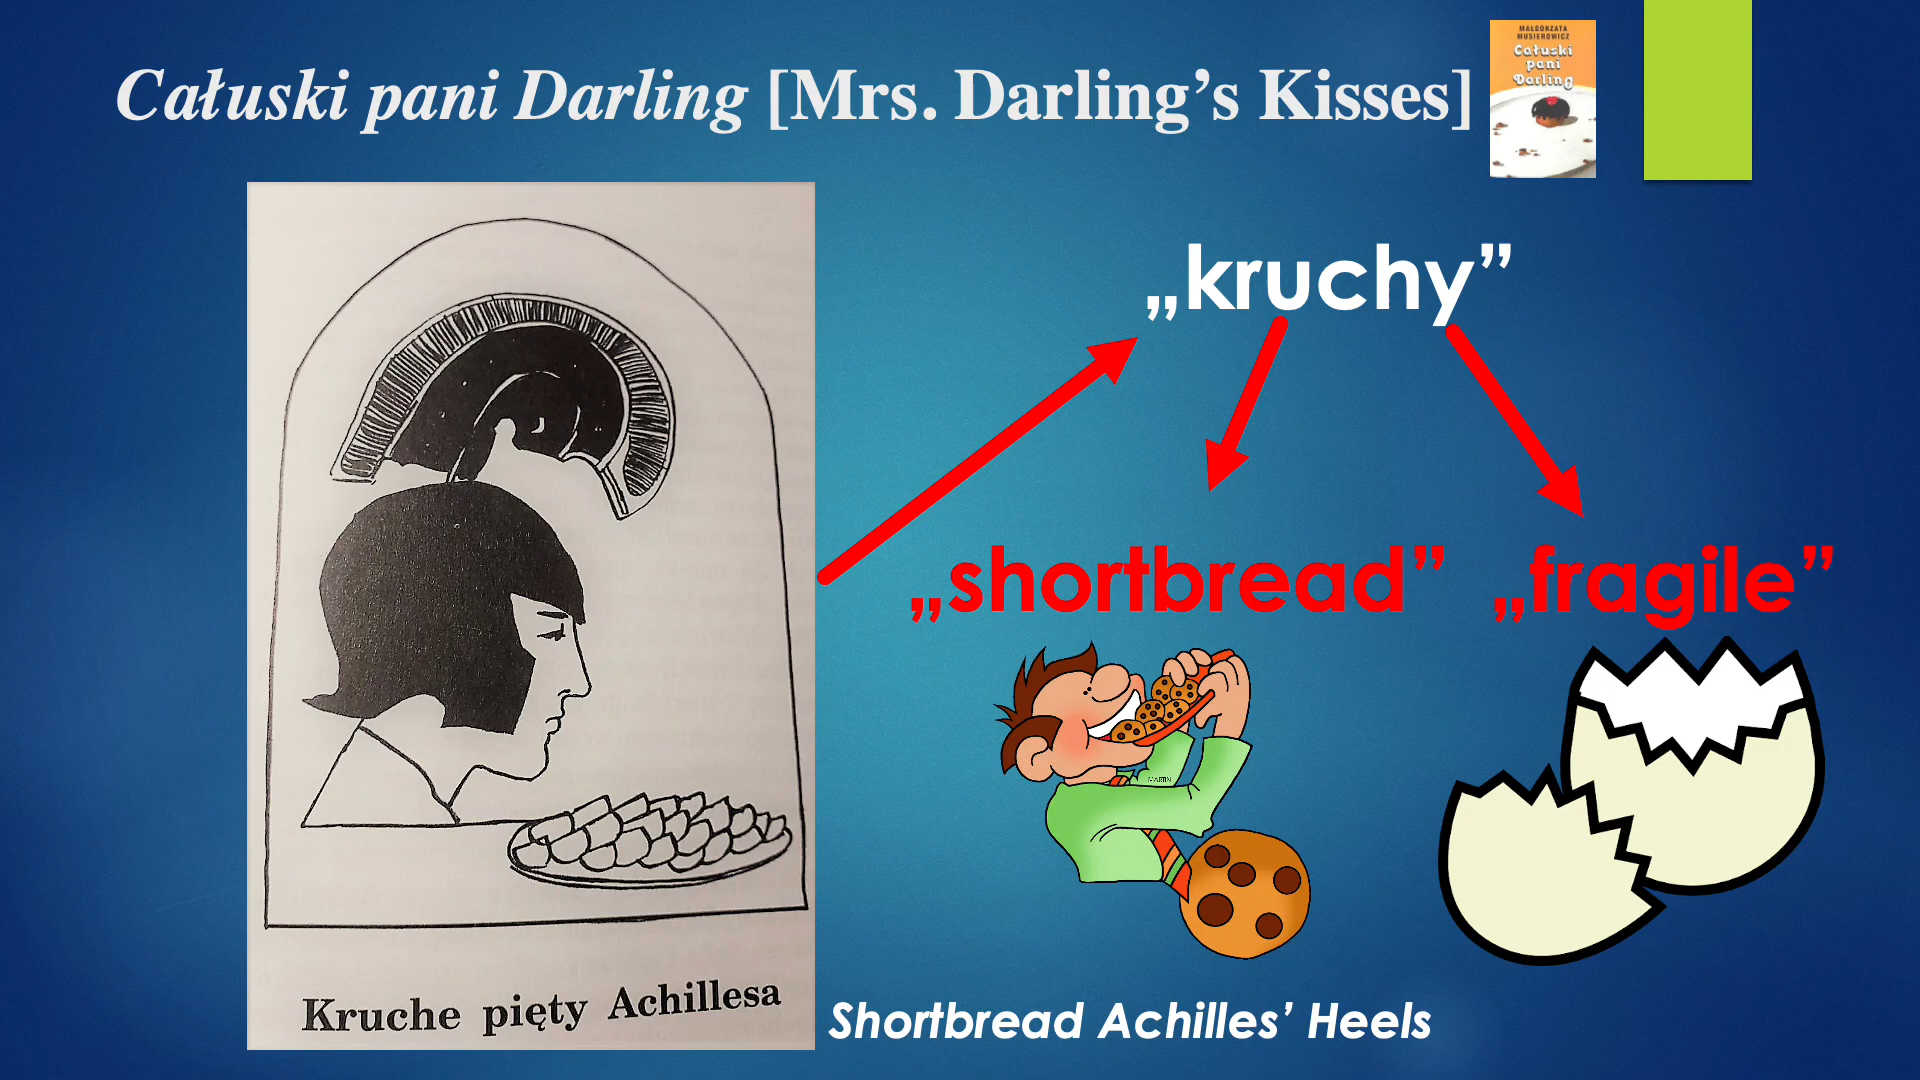 Całuski pani Darling [Mrs. Darling’s Kisses]
MAŁGORZATA
MUSIEROWICZ
Całuski
pani
Darling
„kruchy”
„shortbread” „fragile”
MARTIN
Kruche pięty Achillesa
Shortbread Achilles’ Heels